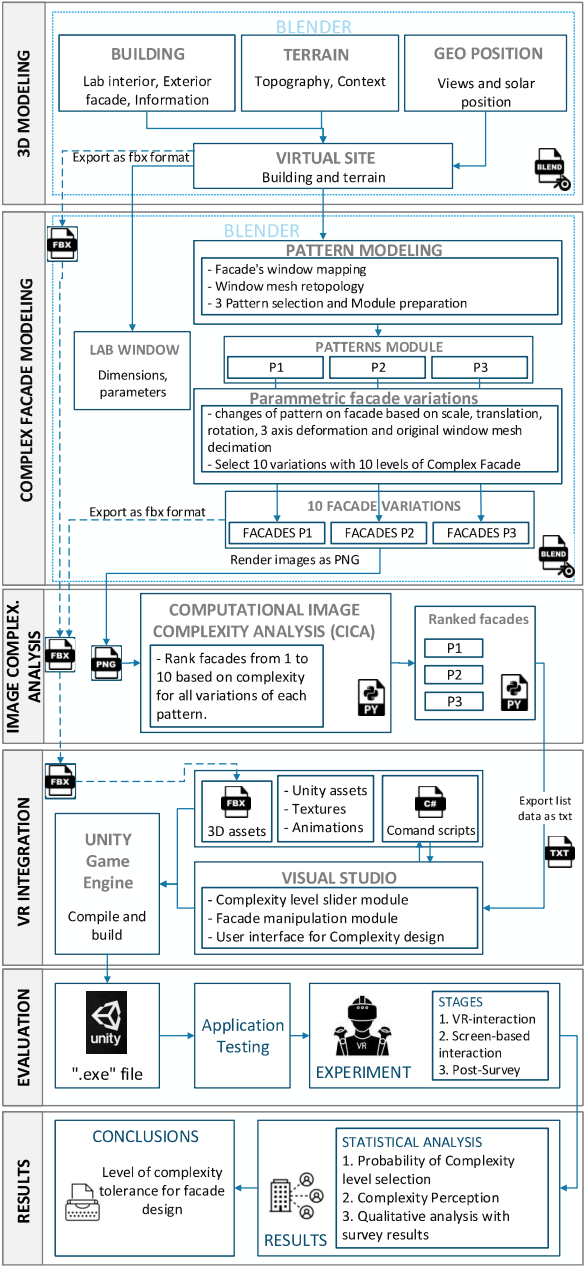 3D MODELING
BLENDER
BUILDING
Lab interior, Exterior
facade, Information
TERRAIN
Topography, Context
GEO POSITION
Views and solar
position
Export as fbx format
VIRTUAL SITE
Building and terrain
BLEND
COMPLEX FACADE MODELING
FBX
BLENDER
PATTERN MODELING
- Facade's window mapping
- Window mesh retopology
- 3 Pattern selection and Module preparation
LAB WINDOW
Dimensions,
parameters
PATTERNS MODULE
P1
P2
P3
Parammetric facade variations
- changes of pattern on facade based on scale, translation,
rotation, 3 axis deformation and original window mesh
decimation
- Select 10 variations with 10 levels of Complex Facade
Export as fbx format
10 FACADE VARIATIONS
FACADES P1
FACADES P2
FACADES P3
Render images as PNG
BLEND
IMAGE COMPLEX.
ANALYSIS
FBX
PNG
COMPUTATIONAL IMAGE
COMPLEXITY ANALYSIS (CICA)
- Rank facades from 1 to
10 based on complexity
for all variations of each
pattern.
PY
Ranked facades
P1
P2
P3
PY
VR INTEGRATION
FBX
FBX
3D assets
- Unity assets
- Textures
- Animations
C#
Comand scripts
Export list
data as txt
TXT
UNITY
Game
Engine
Compile and
build
VISUAL STUDIO
- Complexity level slider module
- Facade manipulation module
- User interface for Complexity design
EVALUATION
unity
".exe" file
Application
Testing
VR
EXPERIMENT
STAGES
1. VR-interaction
2. Screen-based
interaction
3. Post-Survey
RESULTS
CONCLUSIONS
Level of complexity
tolerance for facade
design
RESULTS
STATISTICAL ANALYSIS
1. Probability of Complexity
level selection
2. Complexity Perception
3. Qualitative analysis with
survey results